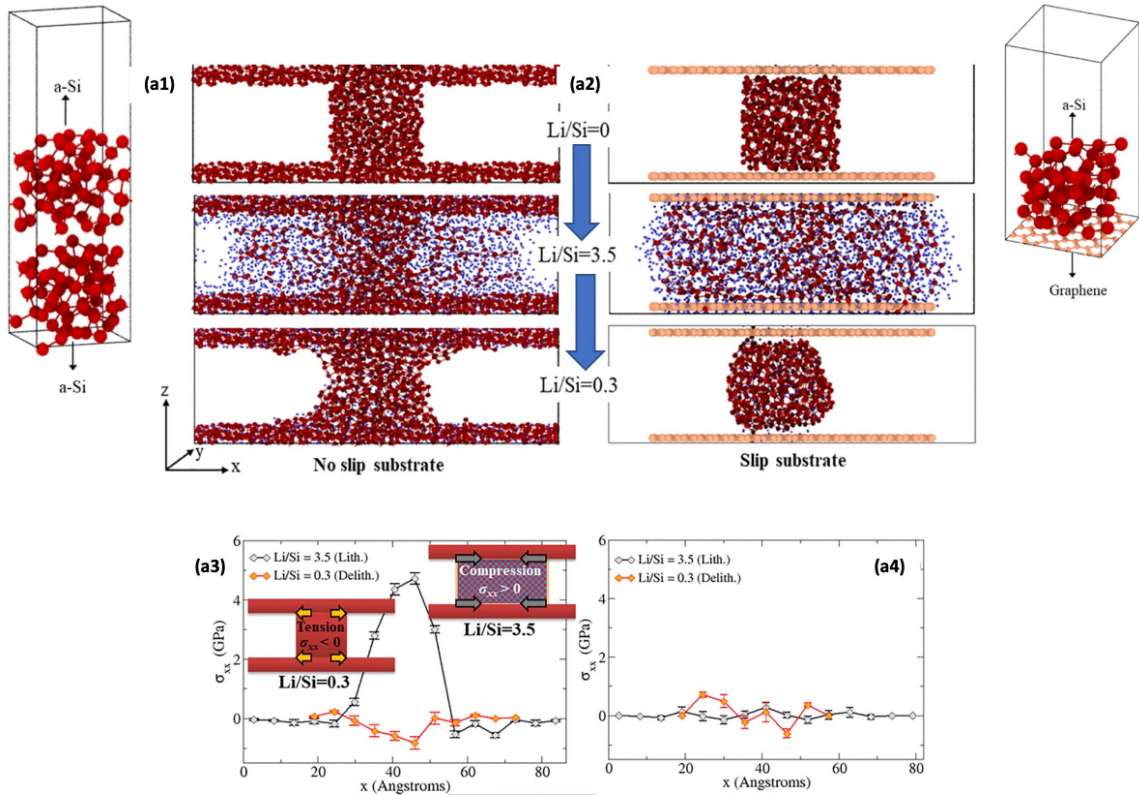 a-Si
(a1)
(a2)
Li/Si=0
a-Si
Li/Si=3.5
Graphene
a-Si
Li/Si=0.3
z
y
x
No slip substrate
Slip substrate
(a3)
6
4
2
0
σxx (GPa)
Li/Si = 3.5 (Lith.)
Li/Si = 0.3 (Delith.)
Compression
σxx > 0
Li/Si=3.5
Tension
σxx < 0
Li/Si=0.3
0
20
40
60
80
x (Angstroms)
(a4)
6
4
2
0
σxx (GPa)
Li/Si = 3.5 (Lith.)
Li/Si = 0.3 (Delith.)
0
20
40
60
80
x (Angstroms)